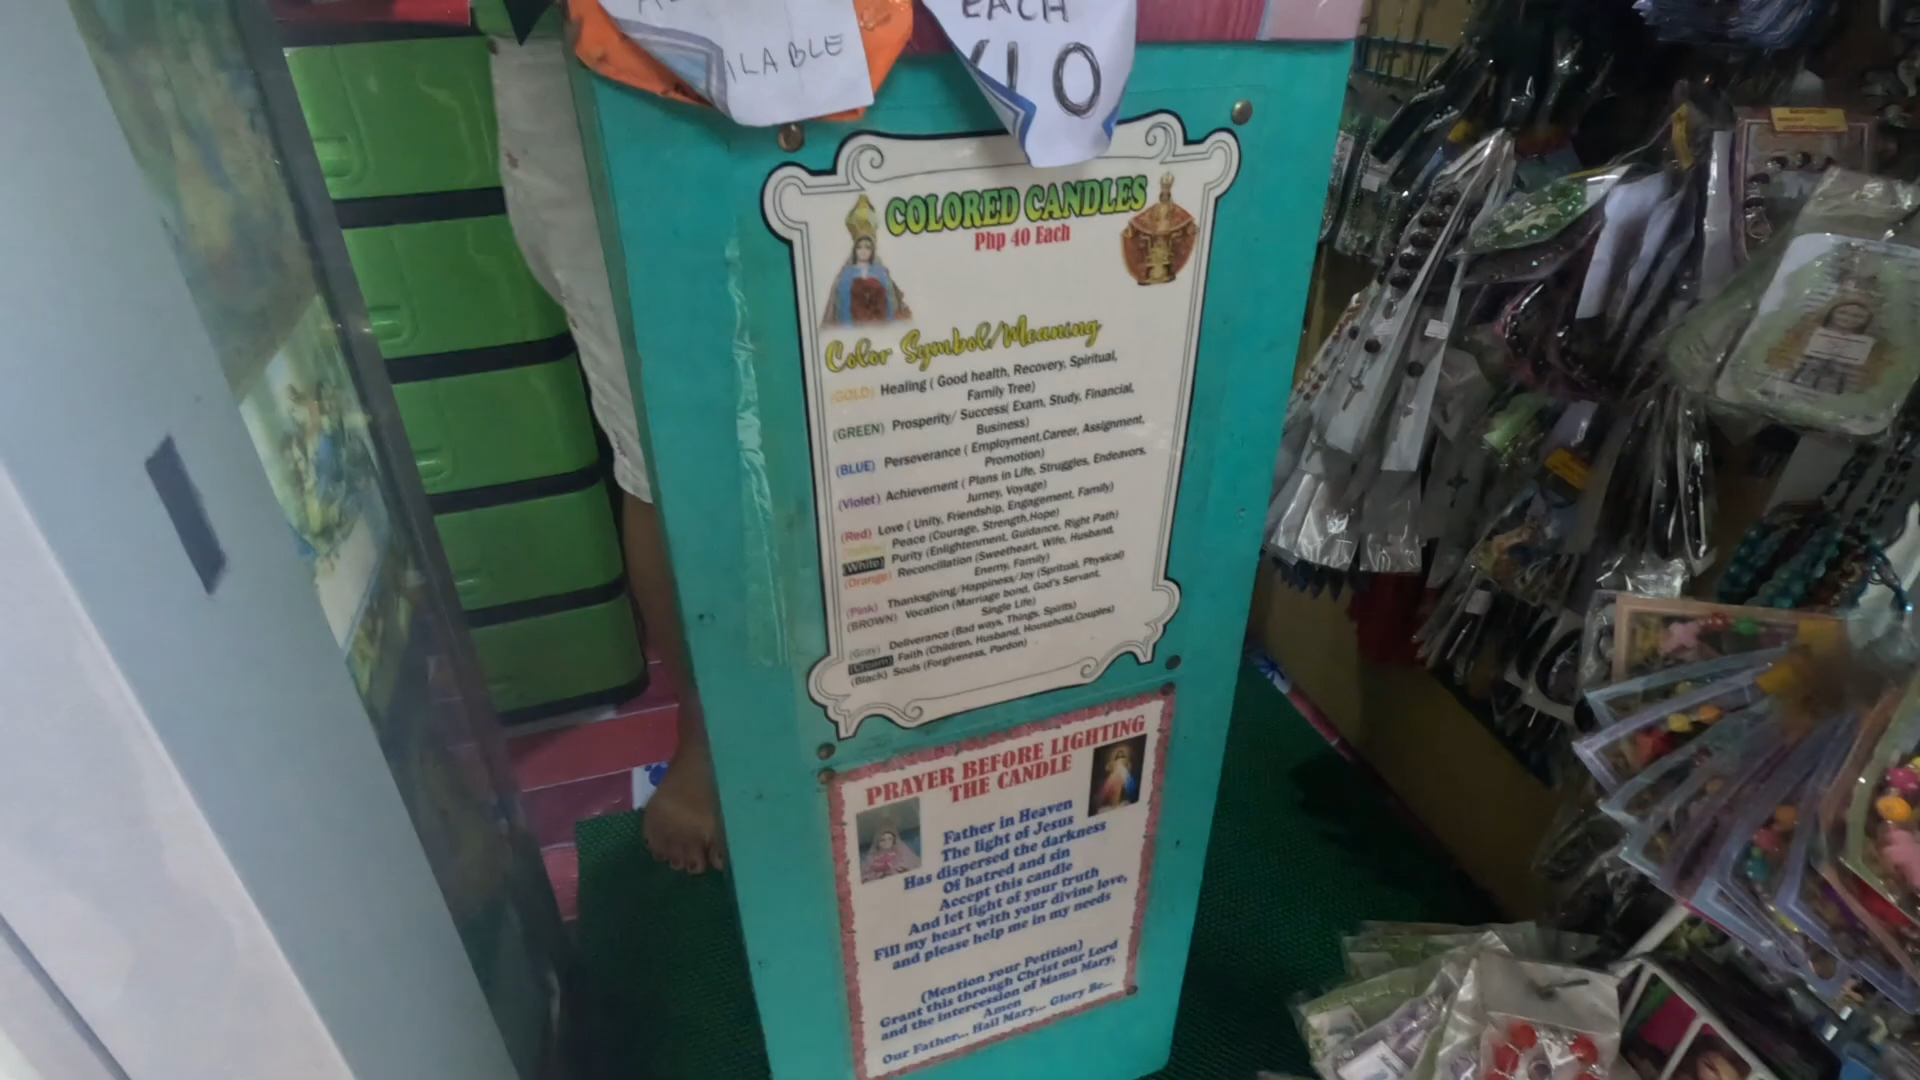 ILABLE
EACH
10
COLORED CANDLES
Php 40 Each
Color Symbol/Meaning
(GOLD) Healing ( Good health, Recovery, Spiritual,
Family Tree)
(GREEN) Prosperity/ Success( Exam, Study, Financial,
Business)
(BLUE) Perseverance ( Employment,Career, Assignment,
Promotion)
(Violet) Achievement ( Plans in Life, Struggles, Endeavors,
Jurney, Voyage)
(Red) Love ( Unity, Friendship, Engagement, Family)
Peace (Courage, Strength,Hope)
(White) Purity (Enlightenment, Guidance, Right Path)
(Orange) Reconcillation (Sweetheart, Wife, Husband,
Enemy, Family)
(Pink) Thanksgiving/Happiness/Joy (Spritual, Physical)
(BROWN) Vocation (Marriage bond, God's Servant,
Single Life)
(Gray) Deliverance (Bad ways, Things, Spirits)
(Cream) Faith (Children, Husband, Household,Couples)
(Black) Souls (Forgiveness, Pardon)
PRAYER BEFORE LIGHTING
THE CANDLE
Father in Heaven
The light of Jesus
Has dispersed the darkness
Of hatred and sin
Accept this candle
And let light of your truth
Fill my heart with your divine love,
and please help me in my needs
(Mention your Petition)
Grant this through Christ our Lord
and the intercession of Mama Mary,
Amen
Our Father... Hail Mary... Glory Be...